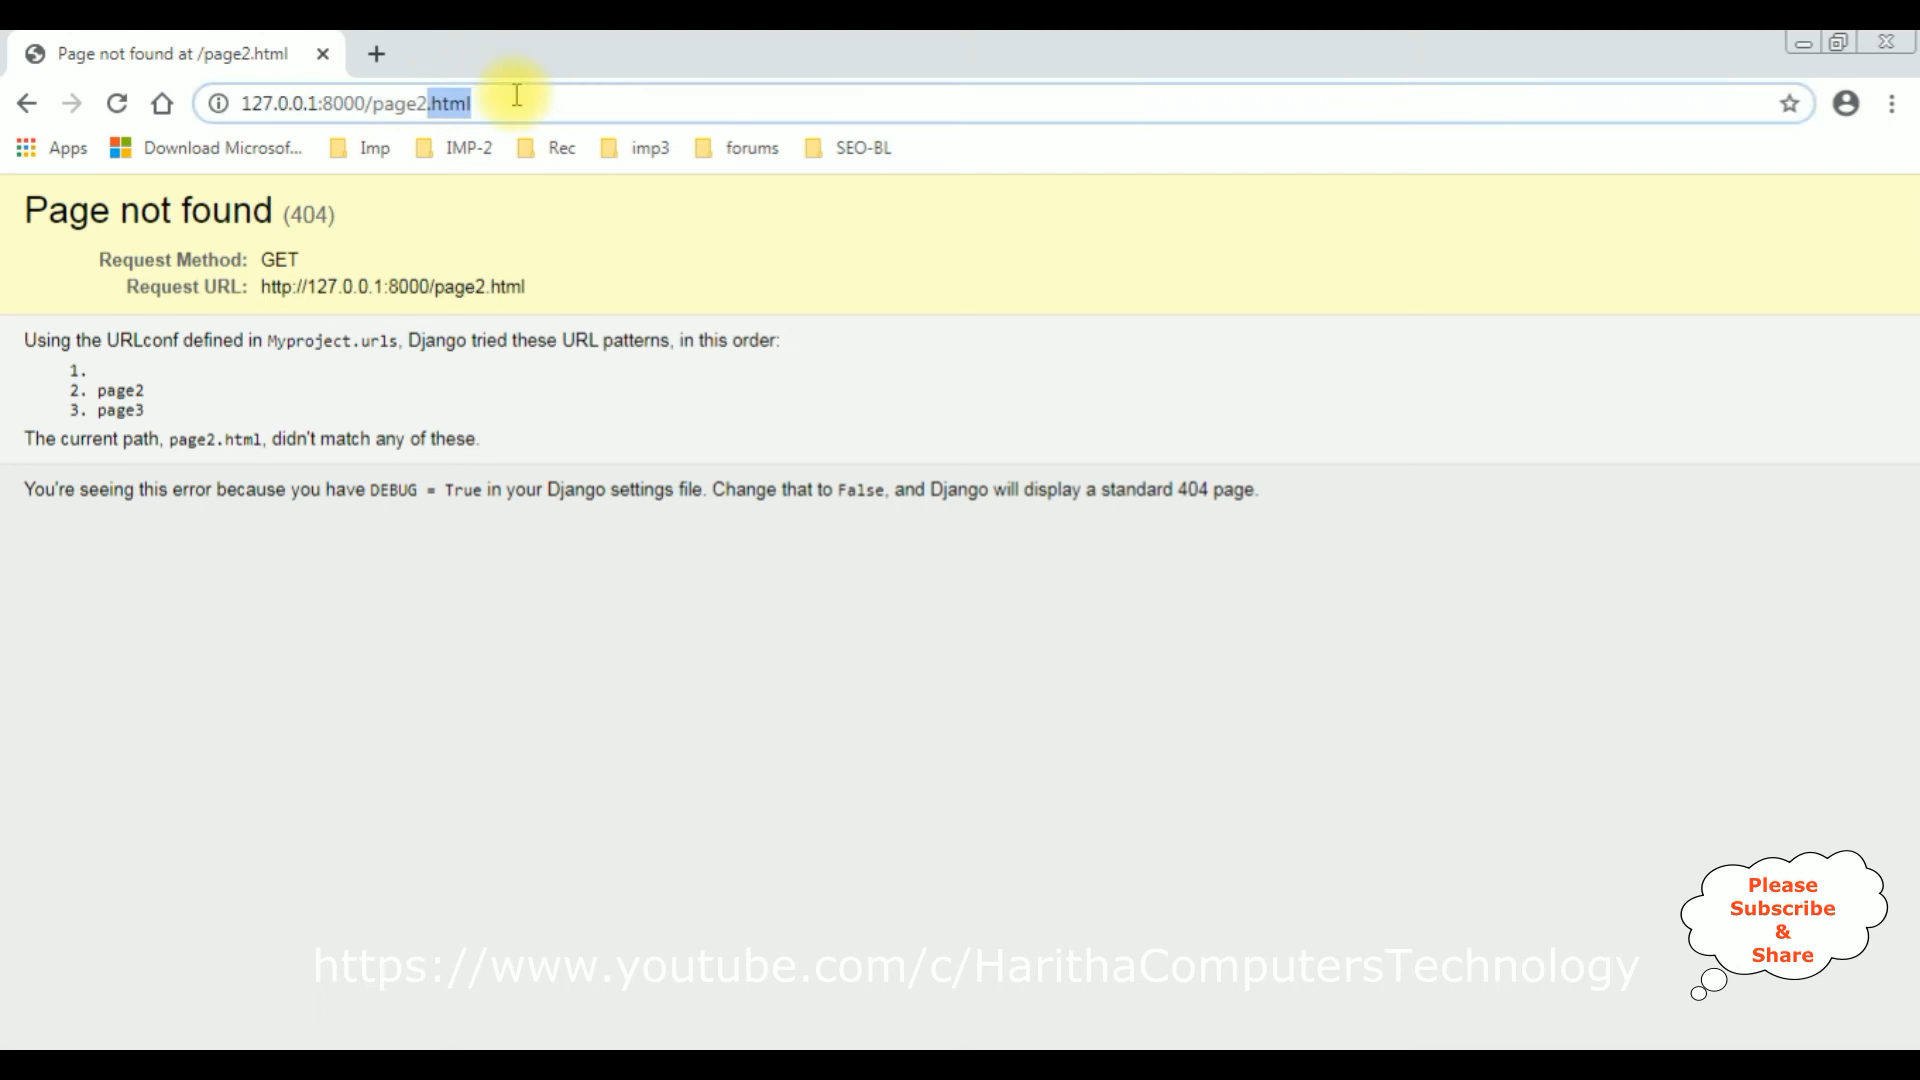 Page not found at /page2.html
127.0.0.1:8000/page2.html
Apps Download Microsof... Imp IMP-2 Rec imp3 forums SEO-BL
Page not found (404)
Request Method: GET
Request URL: http://127.0.0.1:8000/page2.html
Using the URLconf defined in Myproject.urls, Django tried these URL patterns, in this order:
1.
2. page2
3. page3
The current path, page2.html, didn't match any of these.
You're seeing this error because you have DEBUG = True in your Django settings file. Change that to False, and Django will display a standard 404 page.
Please
Subscribe
&
Share
https://www.youtube.com/c/HarithaComputersTechnology